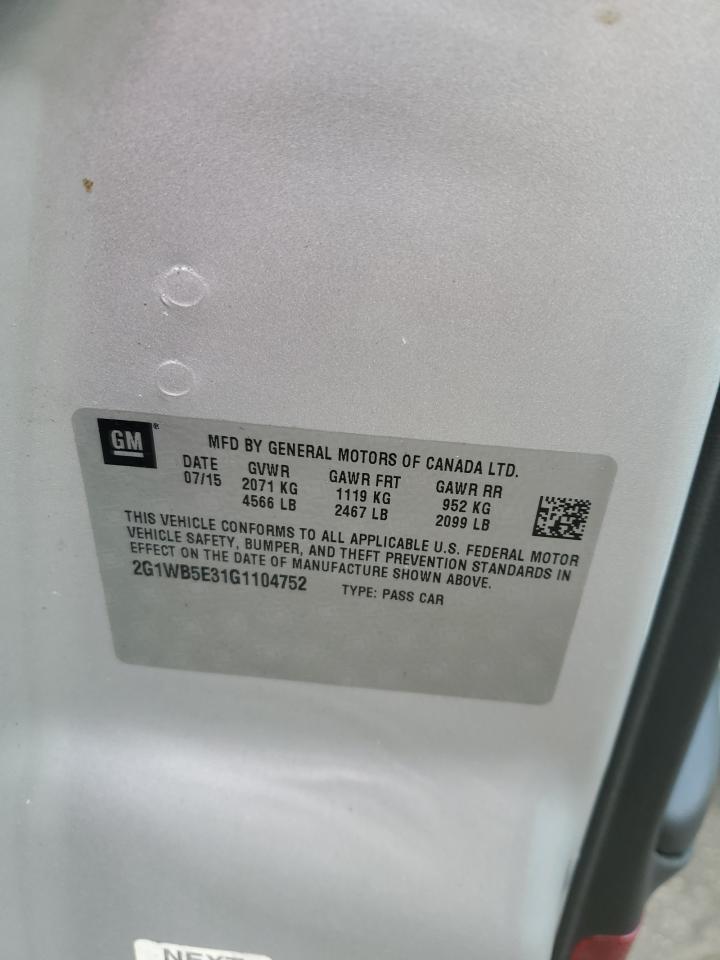 GM®
MFD BY GENERAL MOTORS OF CANADA LTD.
DATE GVWR GAWR FRT GAWR RR
07/15 2071 KG 1119 KG 952 KG
4566 LB 2467 LB 2099 LB
THIS VEHICLE CONFORMS TO ALL APPLICABLE U.S. FEDERAL MOTOR
VEHICLE SAFETY, BUMPER, AND THEFT PREVENTION STANDARDS IN
EFFECT ON THE DATE OF MANUFACTURE SHOWN ABOVE.
2G1WB5E31G1104752 TYPE: PASS CAR
NEXT